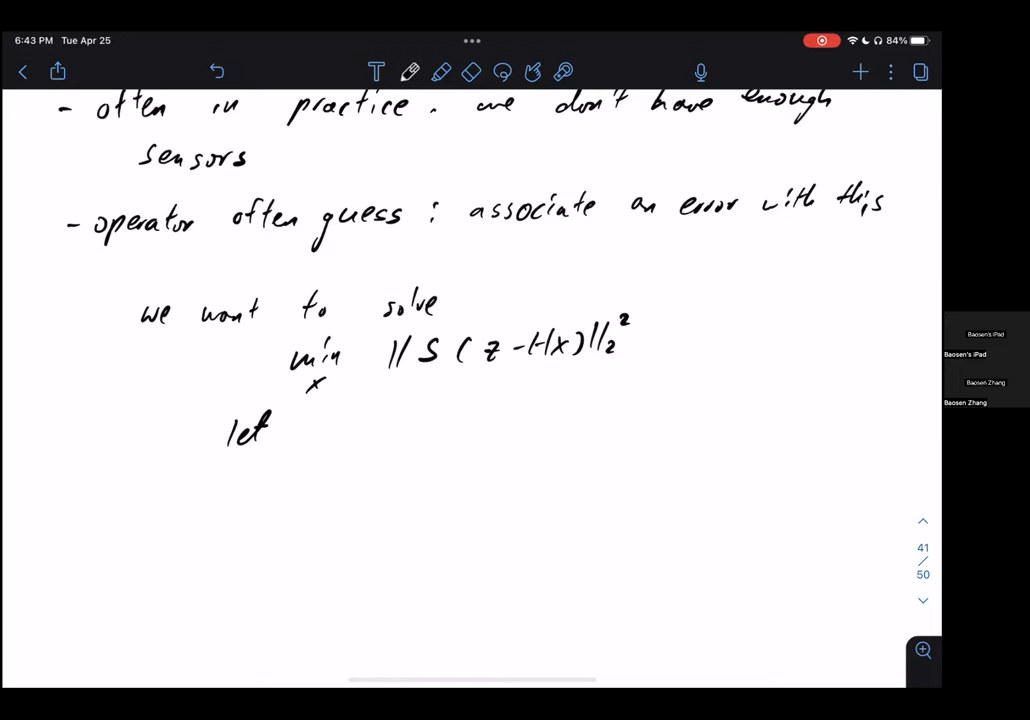 6:43 PM Tue Apr 25
84%
- often in practice . we don't have enough
sensors
- operator often guess : associate an error with this
we want to solve
min || S ( z - Hx ) ||₂²
x
let
Baosen's iPad
Baosen's iPad
Baosen Zhang
Baosen Zhang
41
/
50